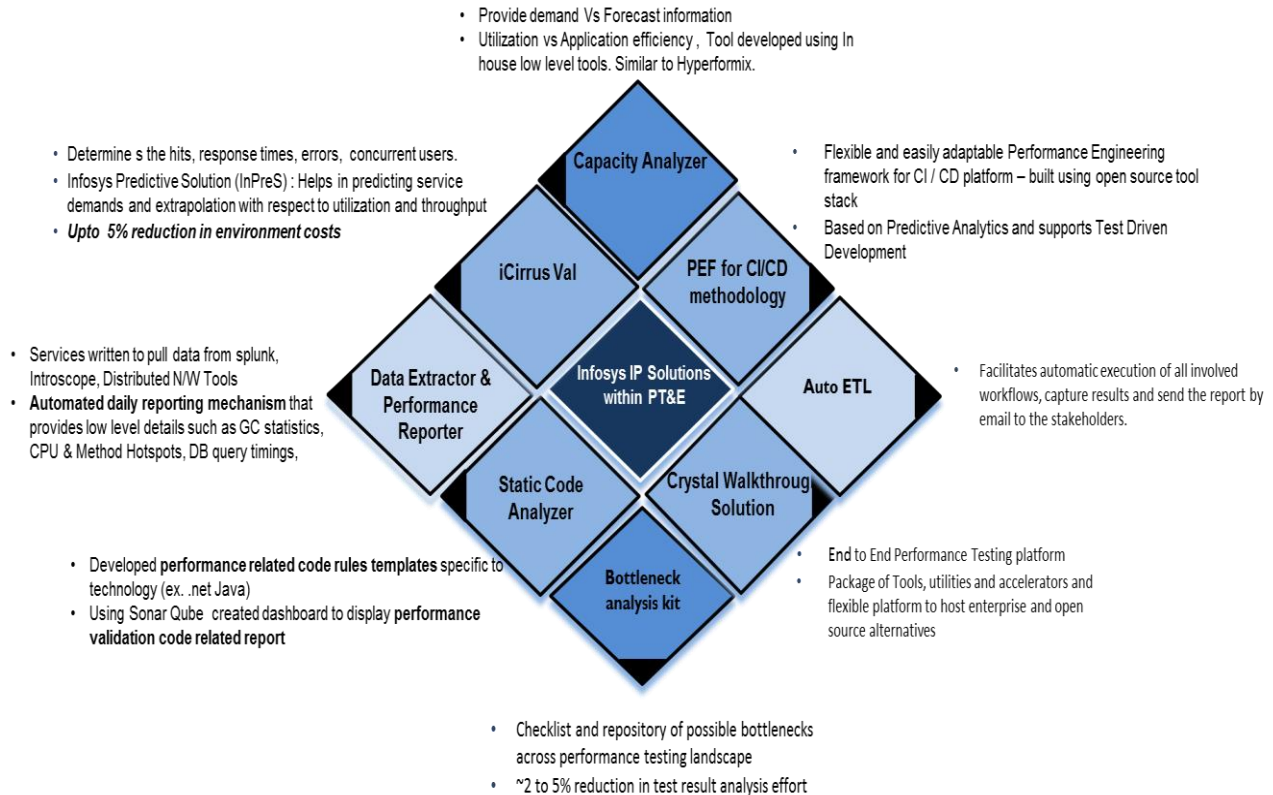 • Provide demand Vs Forecast information
• Utilization vs Application efficiency , Tool developed using In
house low level tools. Similar to Hyperformix.
Capacity Analyzer
• Determine s the hits, response times, errors, concurrent users.
• Infosys Predictive Solution (InPreS) : Helps in predicting service
demands and extrapolation with respect to utilization and throughput
• Upto 5% reduction in environment costs
iCirrus Val
• Flexible and easily adaptable Performance Engineering
framework for CI / CD platform – built using open source tool
stack
• Based on Predictive Analytics and supports Test Driven
Development
PEF for CI/CD
methodology
• Services written to pull data from splunk,
Introscope, Distributed N/W Tools
• Automated daily reporting mechanism that
provides low level details such as GC statistics,
CPU & Method Hotspots, DB query timings,
Data Extractor &
Performance
Reporter
Infosys IP Solutions
within PT&E
Auto ETL
• Facilitates automatic execution of all involved
workflows, capture results and send the report by
email to the stakeholders.
Static Code
Analyzer
Crystal Walkthroug
Solution
• Developed performance related code rules templates specific to
technology (ex. .net Java)
• Using Sonar Qube created dashboard to display performance
validation code related report
Bottleneck
analysis kit
• End to End Performance Testing platform
• Package of Tools, utilities and accelerators and
flexible platform to host enterprise and open
source alternatives
• Checklist and repository of possible bottlenecks
across performance testing landscape
• ~2 to 5% reduction in test result analysis effort